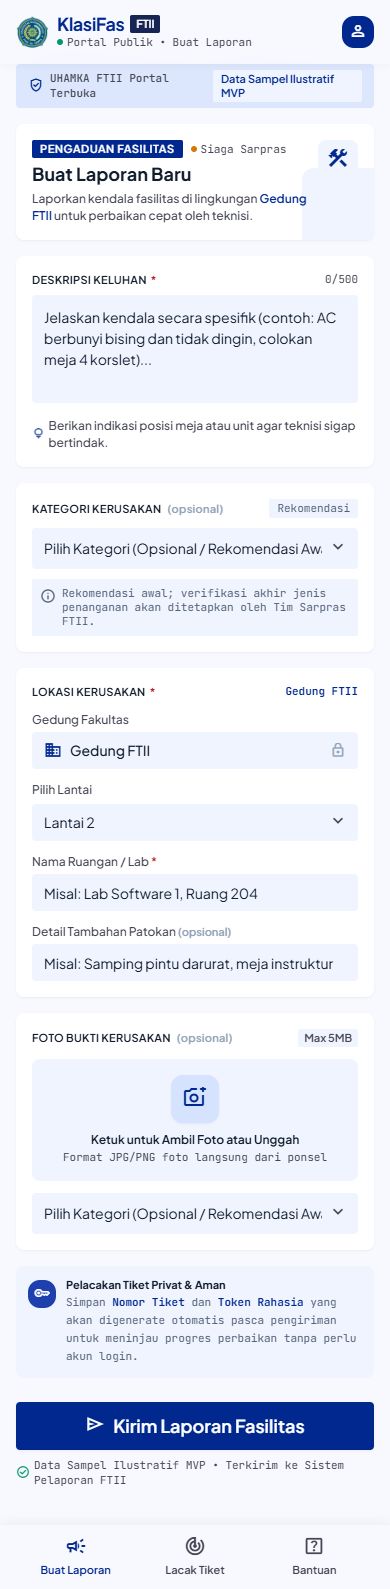 KlasiFas FTII
Portal Publik • Buat Laporan
UHAMKA FTII Portal
Terbuka
Data Sampel Ilustratif
MVP
PENGADUAN FASILITAS
Siaga Sarpras
Buat Laporan Baru
Laporkan kendala fasilitas di lingkungan Gedung
FTII untuk perbaikan cepat oleh teknisi.
DESKRIPSI KELUHAN *
0/500
Jelaskan kendala secara spesifik (contoh: AC
berbunyi bising dan tidak dingin, colokan
meja 4 korslet)...
Berikan indikasi posisi meja atau unit agar teknisi sigap
bertindak.
KATEGORI KERUSAKAN (opsional)
Rekomendasi
Pilih Kategori (Opsional / Rekomendasi Awa
Rekomendasi awal; verifikasi akhir jenis
penanganan akan ditetapkan oleh Tim Sarpras
FTII.
LOKASI KERUSAKAN *
Gedung FTII
Gedung Fakultas
Gedung FTII
Pilih Lantai
Lantai 2
Nama Ruangan / Lab *
Misal: Lab Software 1, Ruang 204
Detail Tambahan Patokan (opsional)
Misal: Samping pintu darurat, meja instruktur
FOTO BUKTI KERUSAKAN (opsional)
Max 5MB
Ketuk untuk Ambil Foto atau Unggah
Format JPG/PNG foto langsung dari ponsel
Pilih Kategori (Opsional / Rekomendasi Awa
Pelacakan Tiket Privat & Aman
Simpan Nomor Tiket dan Token Rahasia yang
akan digenerate otomatis pasca pengiriman
untuk meninjau progres perbaikan tanpa perlu
akun login.
Kirim Laporan Fasilitas
Data Sampel Ilustratif MVP • Terkirim ke Sistem
Pelaporan FTII
Buat Laporan
Lacak Tiket
Bantuan